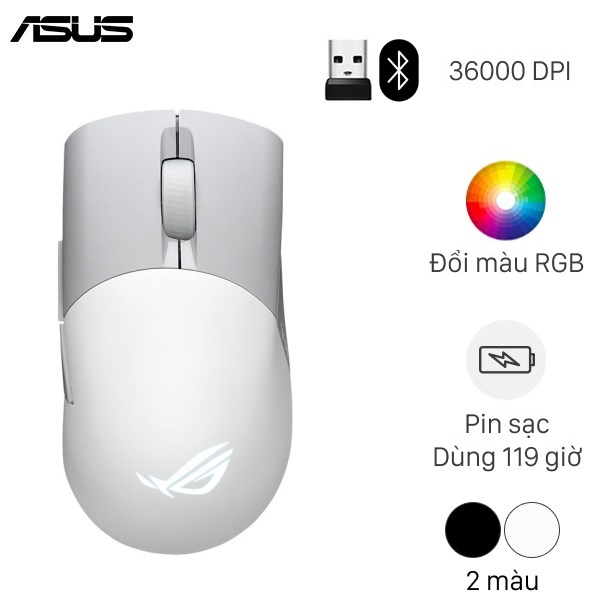 ASUS
36000 DPI
Đổi màu RGB
Pin sạc
Dùng 119 giờ
2 màu